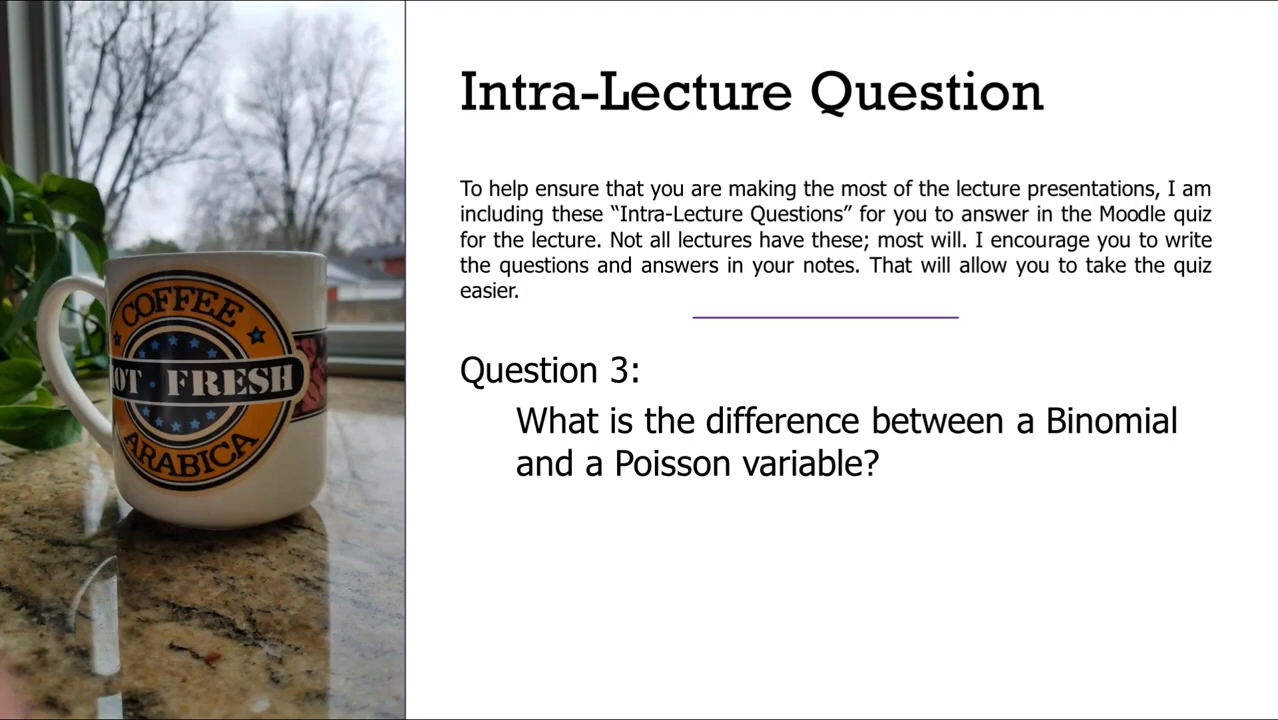 Intra-Lecture Question
To help ensure that you are making the most of the lecture presentations, I am
including these “Intra-Lecture Questions” for you to answer in the Moodle quiz
for the lecture. Not all lectures have these; most will. I encourage you to write
the questions and answers in your notes. That will allow you to take the quiz
easier.
Question 3:
What is the difference between a Binomial
and a Poisson variable?
COFFEE
OT · FRESH
ARABICA